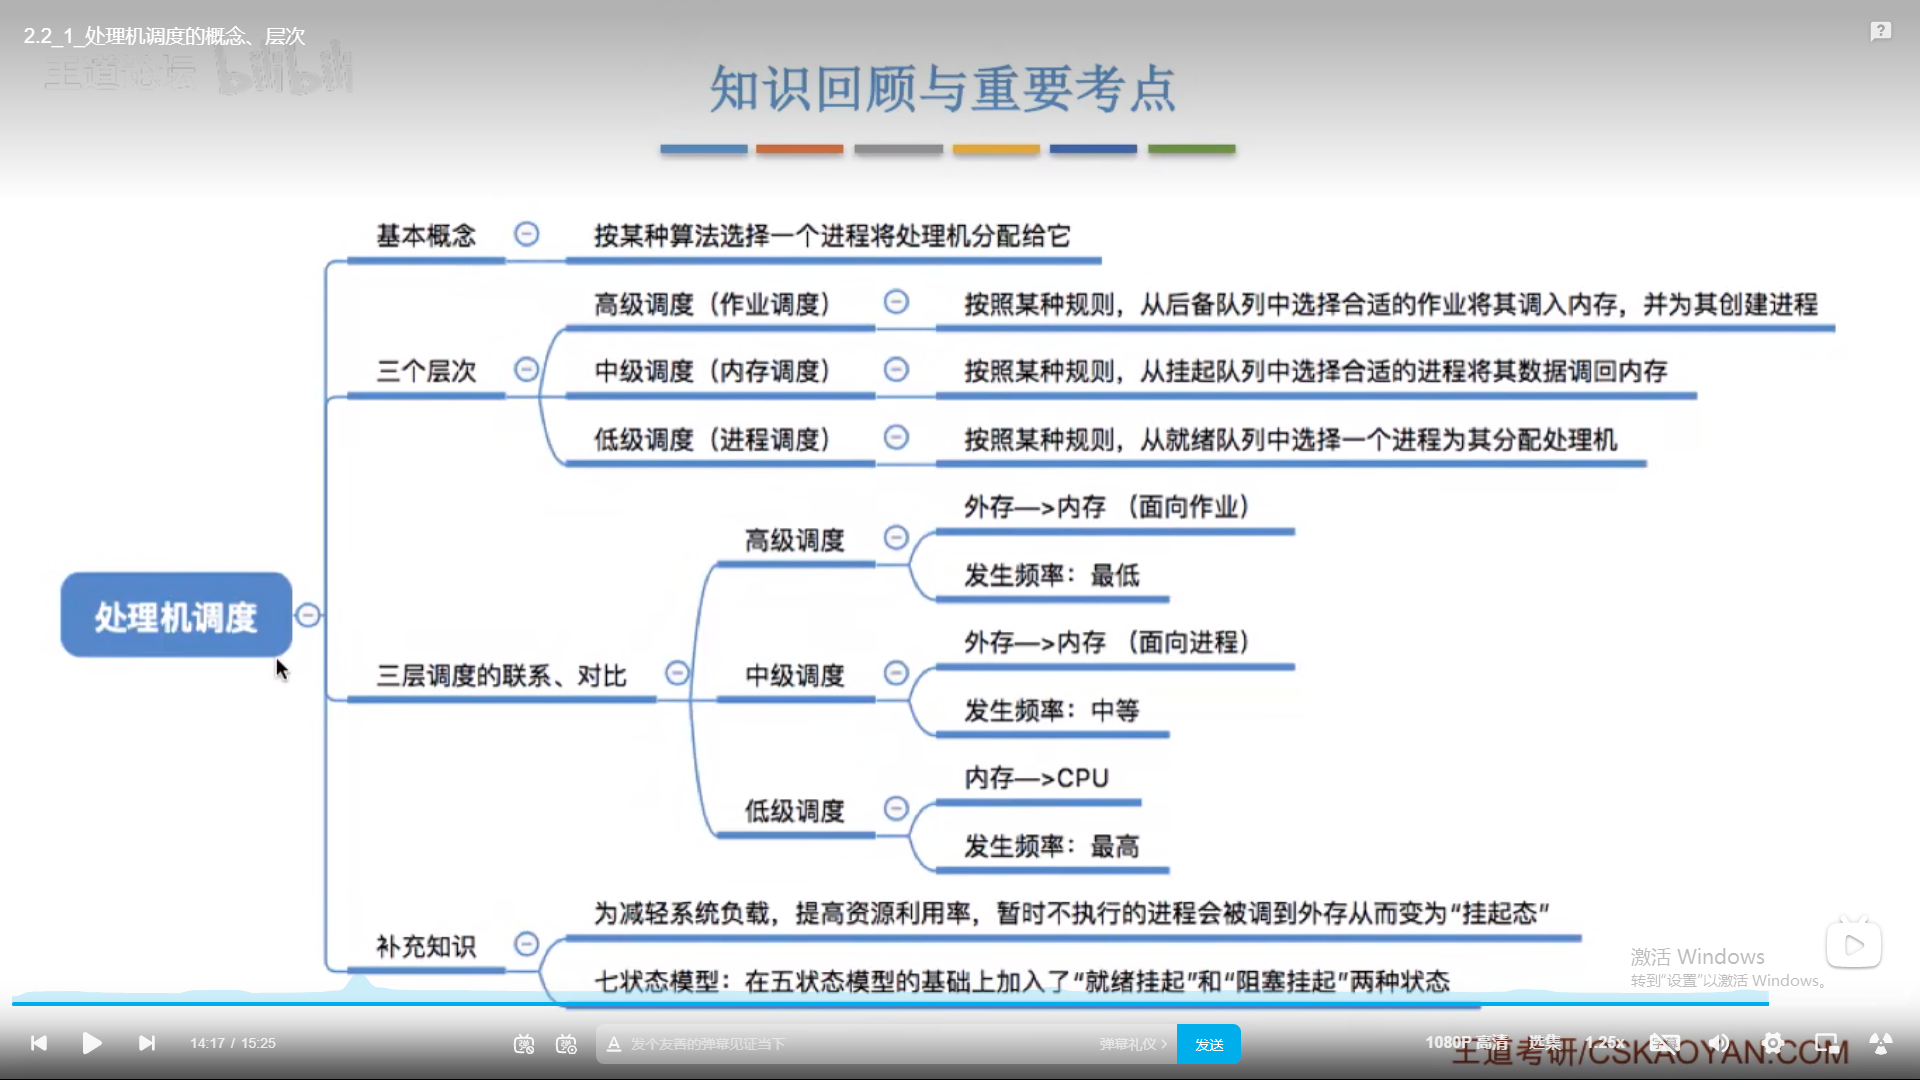 2.2_1_处理机调度的概念、层次
王道论坛 bilibili
知识回顾与重要考点
基本概念
按某种算法选择一个进程将处理机分配给它
高级调度（作业调度）
按照某种规则，从后备队列中选择合适的作业将其调入内存，并为其创建进程
三个层次
中级调度（内存调度）
按照某种规则，从挂起队列中选择合适的进程将其数据调回内存
低级调度（进程调度）
按照某种规则，从就绪队列中选择一个进程为其分配处理机
处理机调度
三层调度的联系、对比
高级调度
外存—>内存 （面向作业）
发生频率：最低
中级调度
外存—>内存 （面向进程）
发生频率：中等
低级调度
内存—>CPU
发生频率：最高
补充知识
为减轻系统负载，提高资源利用率，暂时不执行的进程会被调到外存从而变为“挂起态”
七状态模型：在五状态模型的基础上加入了“就绪挂起”和“阻塞挂起”两种状态
激活 Windows
转到“设置”以激活 Windows。
14:17 / 15:25
发个友善的弹幕见证当下
弹幕礼仪 >
发送
1080P 高清
选集
1.25x
王道考研/CSKAOYAN.COM